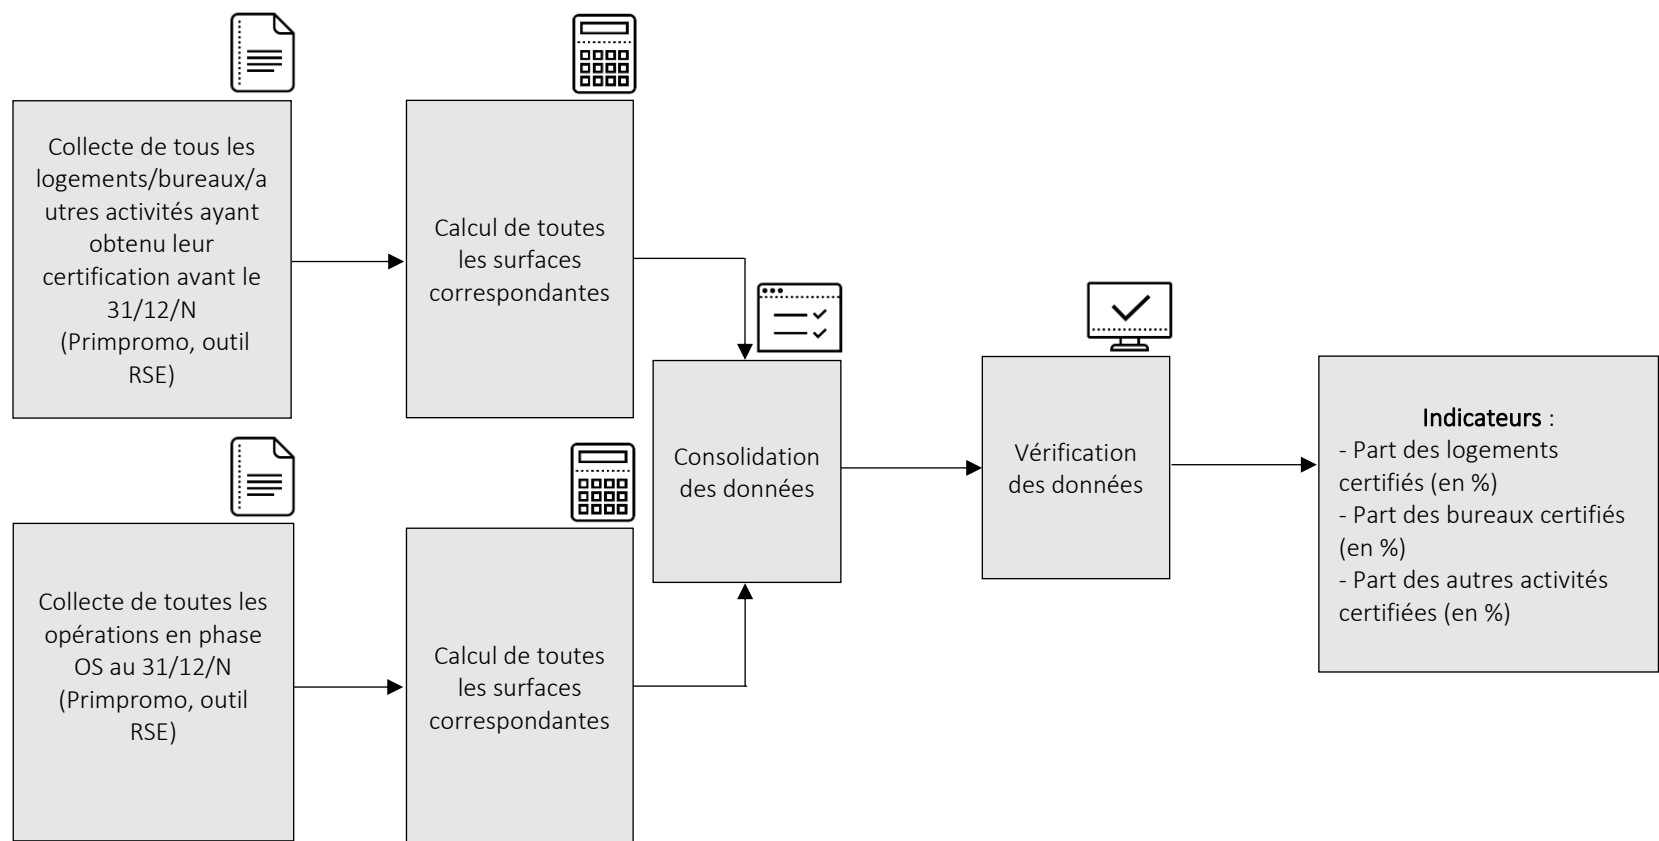 Collecte de tous les
logements/bureaux/a
utres activités ayant
obtenu leur
certification avant le
31/12/N
(Primpromo, outil
RSE)
Calcul de toutes
les surfaces
correspondantes
Collecte de toutes les
opérations en phase
OS au 31/12/N
(Primpromo, outil
RSE)
Calcul de toutes
les surfaces
correspondantes
Consolidation
des données
Vérification
des données
Indicateurs :
- Part des logements
certifiés (en %)
- Part des bureaux certifiés
(en %)
- Part des autres activités
certifiées (en %)